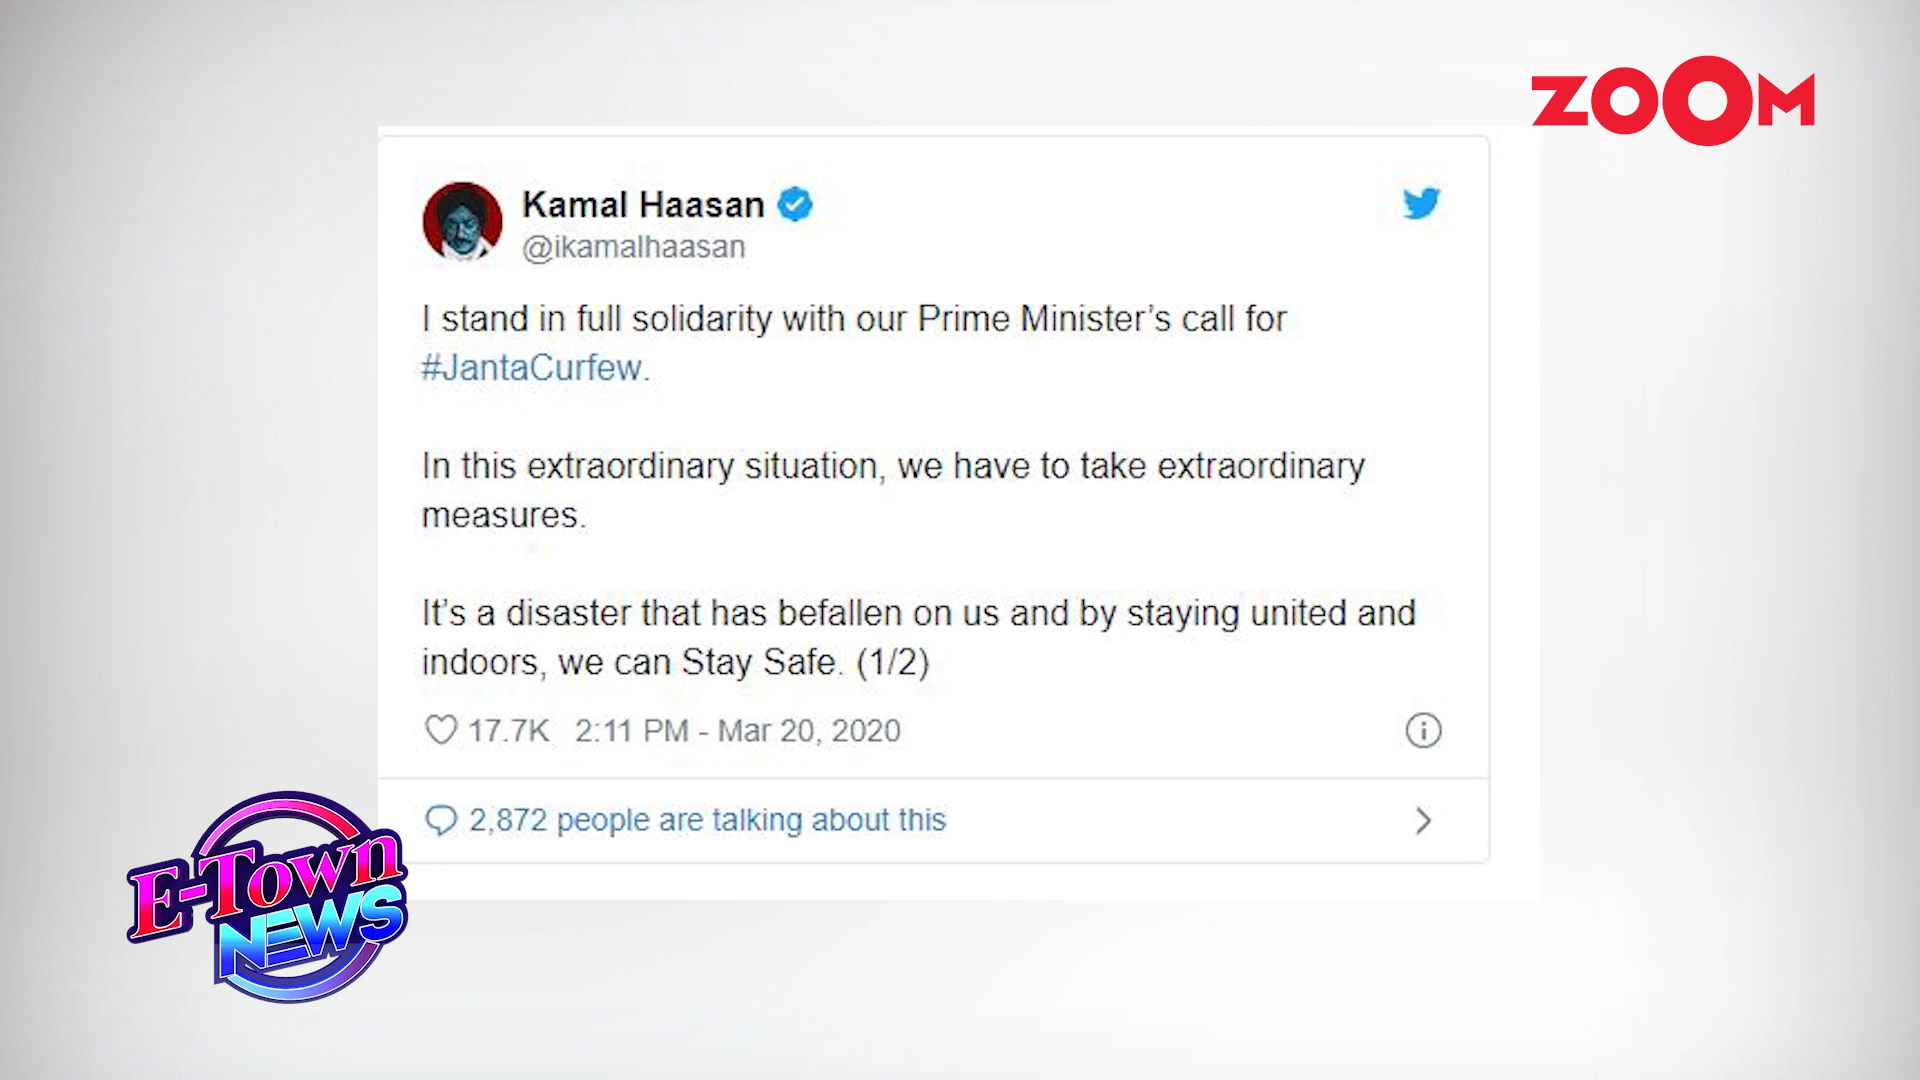 ZOOM
Kamal Haasan
@ikamalhaasan
I stand in full solidarity with our Prime Minister’s call for
#JantaCurfew.
In this extraordinary situation, we have to take extraordinary
measures.
It’s a disaster that has befallen on us and by staying united and
indoors, we can Stay Safe. (1/2)
17.7K 2:11 PM - Mar 20, 2020
2,872 people are talking about this
E-Town
NEWS